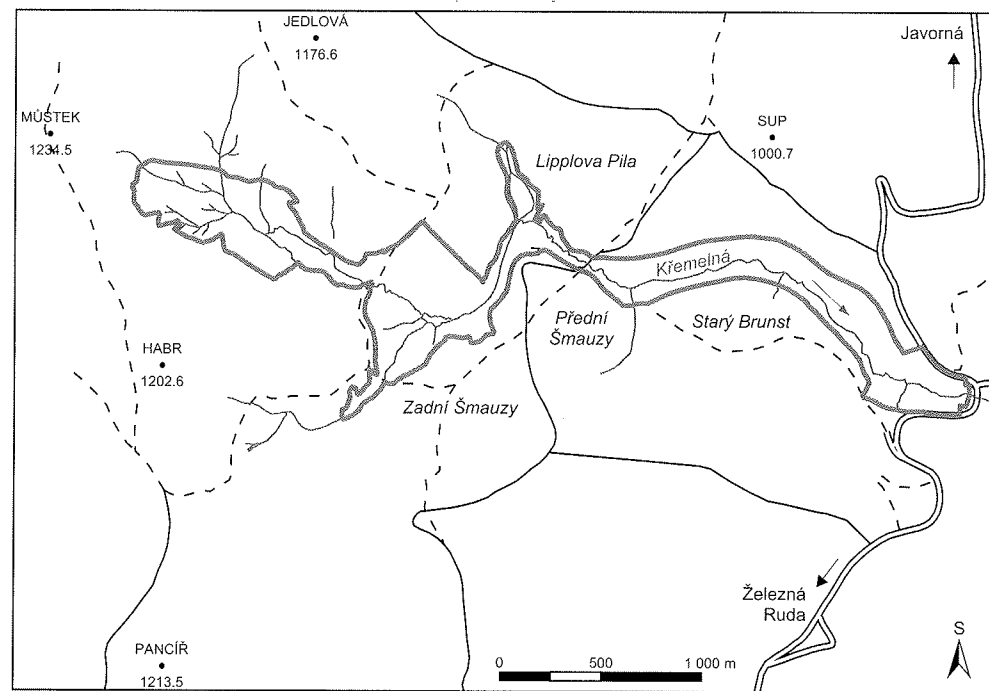 JEDLOVÁ
1176.6
Javorná
MŮSTEK
1234.5
SUP
1000.7
Lipplova Pila
Křemelná
Přední
Šmauzy
Starý Brunst
HABR
1202.6
Zadní Šmauzy
Železná
Ruda
PANCÍŘ
1213.5
S
0 500 1 000 m